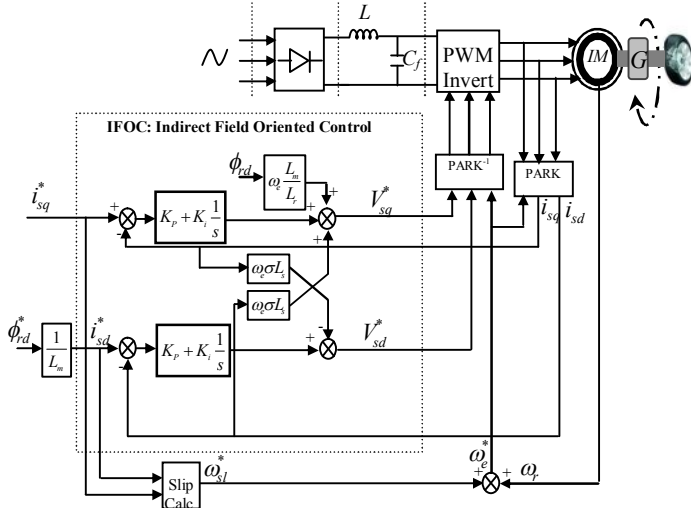 L
C_f
PWM
Invert
IM
G
IFOC: Indirect Field Oriented Control
ϕ_rd
ω_e L_m/L_r
PARK⁻¹
PARK
i*_sq
+
-
K_P + K_i 1/s
+
+
+
V*_sq
i_sq
i_sd
ω_e σL_s
ω_e σL_s
ϕ*_rd
1/L_m
i*_sd
-
K_P + K_i 1/s
+
-
V*_sd
Slip
Calc.
ω*_sl
+
ω*_e
+
ω_r